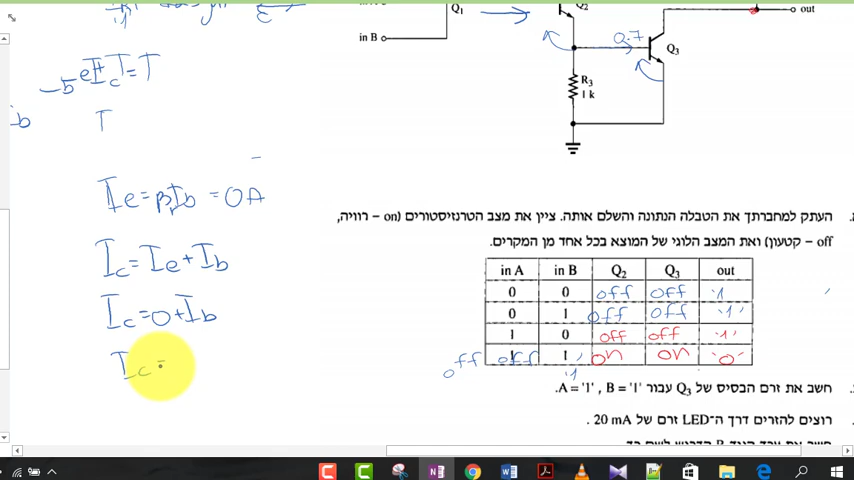 Q₁
out
in B
0.7
Q₃
R₃
1 k
Ie=βIb=0A
Ic=Ie+Ib
Ic=0+Ib
Ic=
העתק למחברתך את הטבלה הנתונה והשלם אותה. ציין את מצב הטרנזיסטורים (on – רוויה,
off – קטעון) ואת המצב הלוגי של המוצא בכל אחד מן המקרים.
in A in B Q₂ Q₃ out
0 0 off off '1'
0 1 off off '1'
1 0 off off '1'
off off 1 1 on on '0'
'1'
חשב את זרם הבסיס של Q₃ עבור A = '1' , B = '1'.
רוצים להזרים דרך ה־LED זרם של 20 mA .